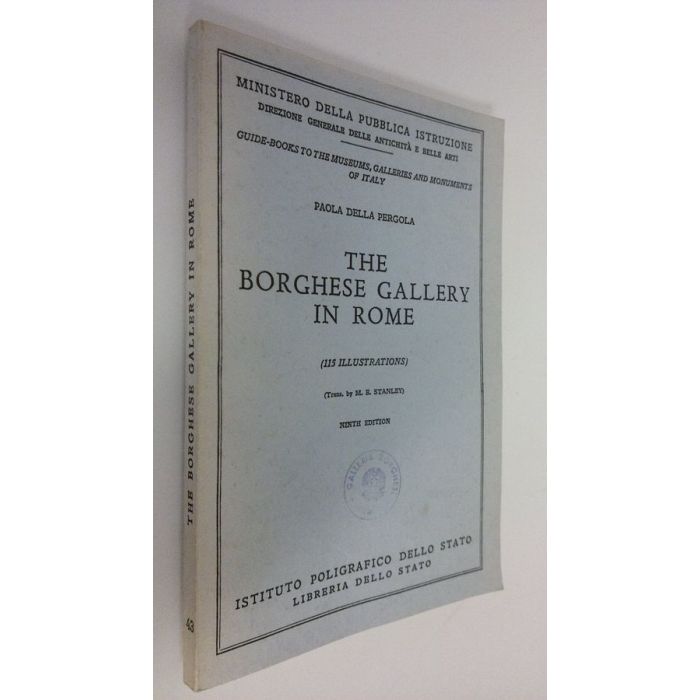 MINISTERO DELLA PUBBLICA ISTRUZIONE
DIREZIONE GENERALE DELLE ANTICHITÀ E BELLE ARTI
GUIDE-BOOKS TO THE MUSEUMS, GALLERIES AND MONUMENTS
OF ITALY
PAOLA DELLA PERGOLA
THE
BORGHESE GALLERY
IN ROME
(115 ILLUSTRATIONS)
(Trans. by M. E. STANLEY)
NINTH EDITION
GALLERIA BORGHESE
ISTITUTO POLIGRAFICO DELLO STATO
LIBRERIA DELLO STATO
THE BORGHESE GALLERY IN ROME
43